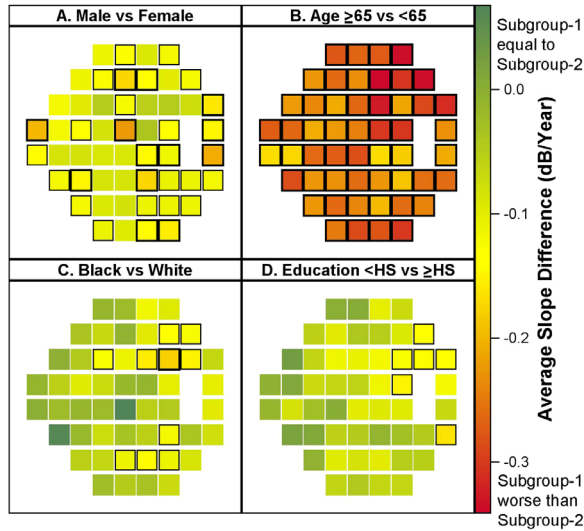 A. Male vs Female
B. Age ≥65 vs <65
C. Black vs White
D. Education <HS vs ≥HS
Subgroup-1
equal to
Subgroup-2
0.0
-0.1
-0.2
-0.3
Average Slope Difference (dB/Year)
Subgroup-1
worse than
Subgroup-2